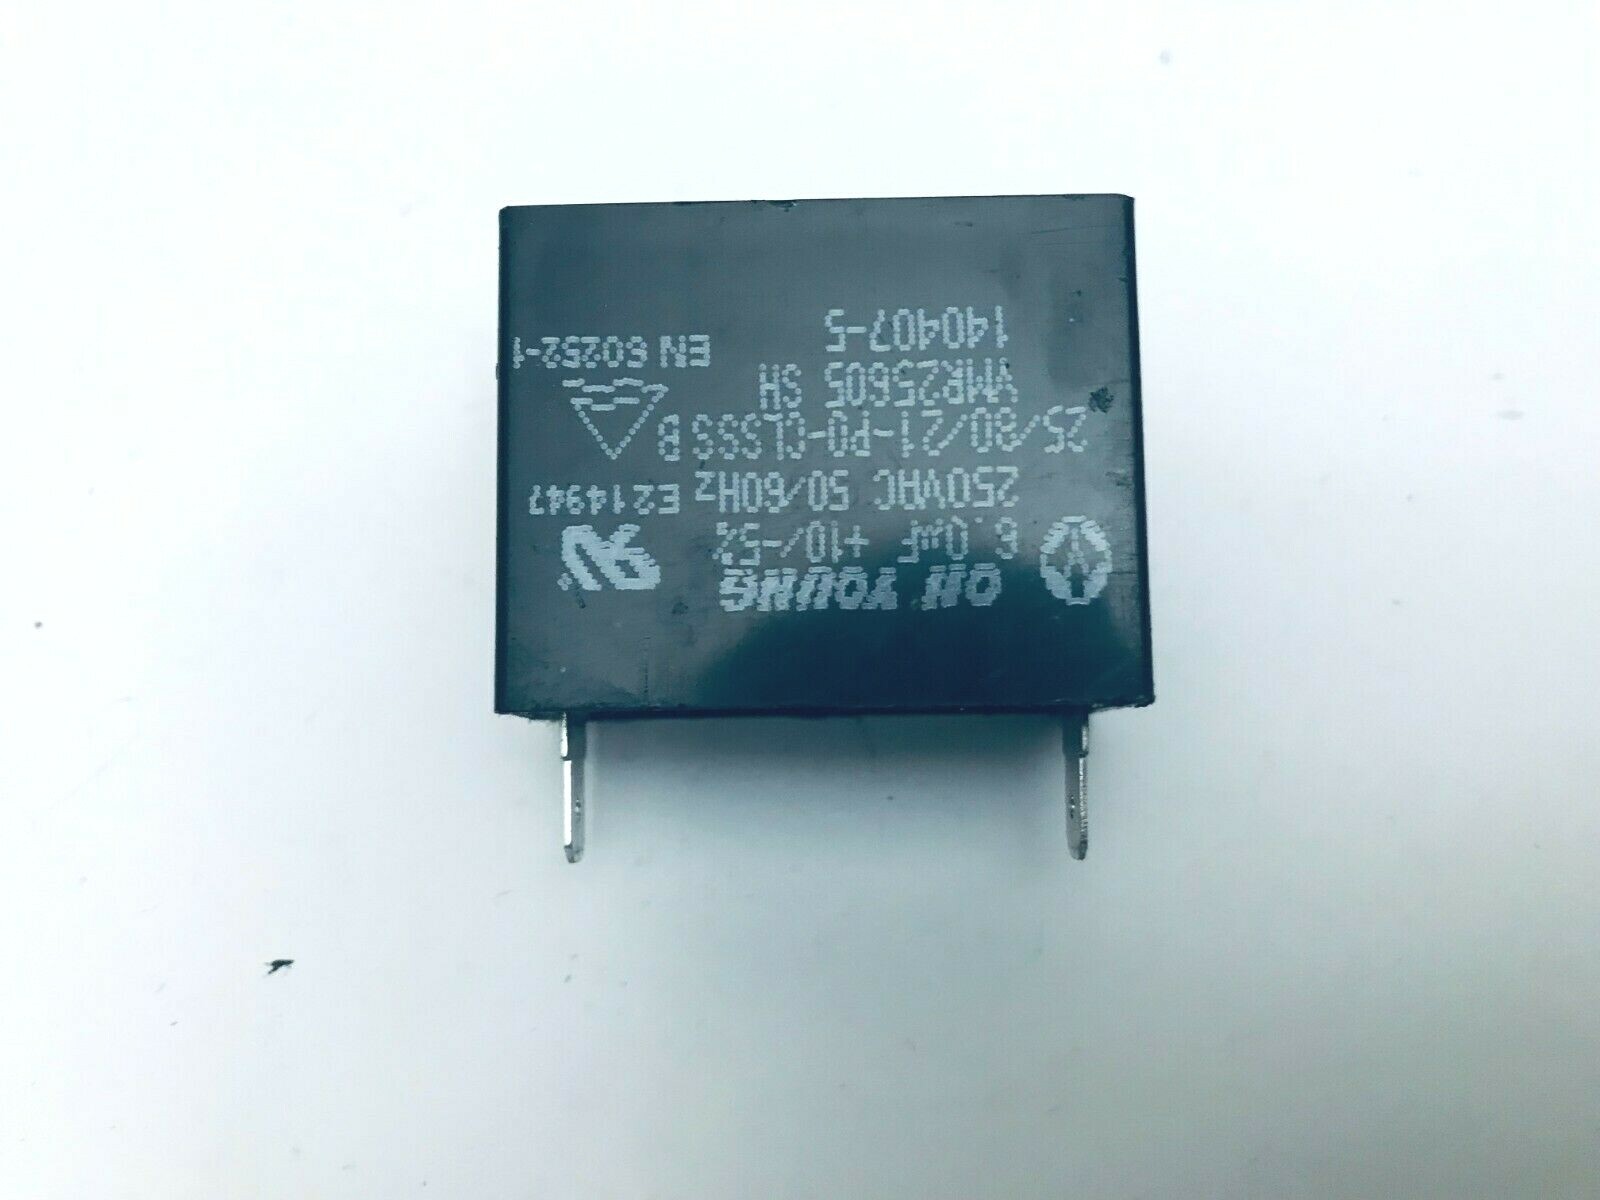 OH YOUNG
6.0uF +10/-5%
250VAC 50/60Hz E214947
25/80/21-P0-CLSSS B
VMR25605 SH
EN 60252-1
140407-5